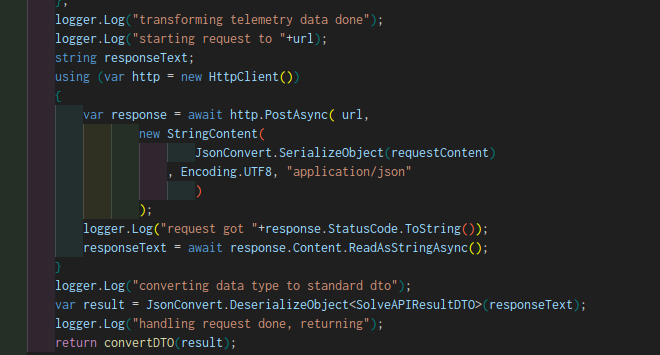 },
logger.Log("transforming telemetry data done");
logger.Log("starting request to "+url);
string responseText;
using (var http = new HttpClient())
{
var response = await http.PostAsync( url,
new StringContent(
JsonConvert.SerializeObject(requestContent)
, Encoding.UTF8, "application/json"
)
);
logger.Log("request got "+response.StatusCode.ToString());
responseText = await response.Content.ReadAsStringAsync();
}
logger.Log("converting data type to standard dto");
var result = JsonConvert.DeserializeObject<SolveAPIResultDTO>(responseText);
logger.Log("handling request done, returning");
return convertDTO(result);